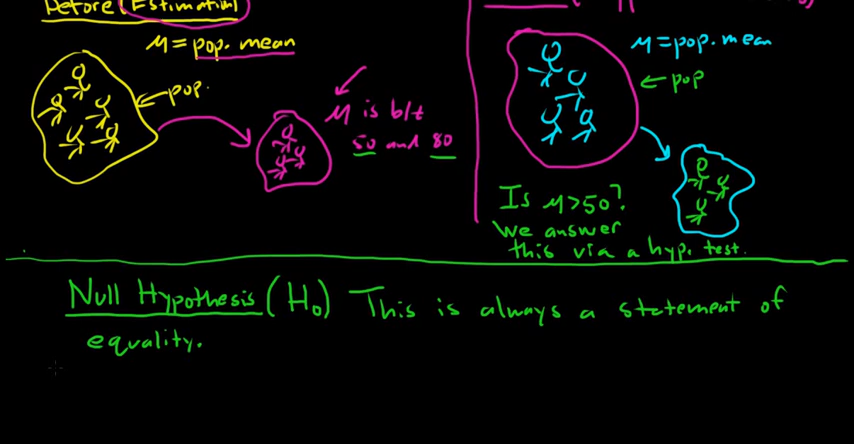 Before (Estimation)
μ = pop. mean
← pop.
μ is b/t
50 and 80
μ = pop. mean
← pop
Is μ > 50?
We answer
this via a hyp. test.
Null Hypothesis (H₀) This is always a statement of
equality.